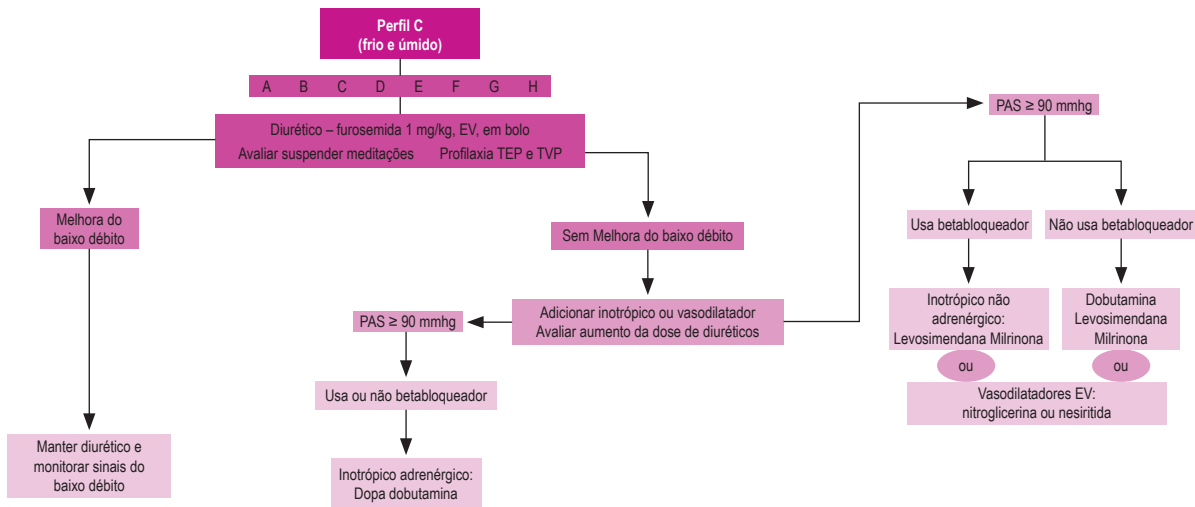 Perfil C
(frio e úmido)
A B C D E F G H
Diurético – furosemida 1 mg/kg, EV, em bolo
Avaliar suspender meditações Profilaxia TEP e TVP
Melhora do
baixo débito
Manter diurético e
monitorar sinais do
baixo débito
Sem Melhora do baixo débito
Adicionar inotrópico ou vasodilatador
Avaliar aumento da dose de diuréticos
PAS ≥ 90 mmhg
Usa ou não betabloqueador
Inotrópico adrenérgico:
Dopa dobutamina
PAS ≥ 90 mmhg
Usa betabloqueador
Não usa betabloqueador
Inotrópico não
adrenérgico:
Levosimendana Milrinona
Dobutamina
Levosimendana
Milrinona
ou
ou
Vasodilatadores EV:
nitroglicerina ou nesiritida